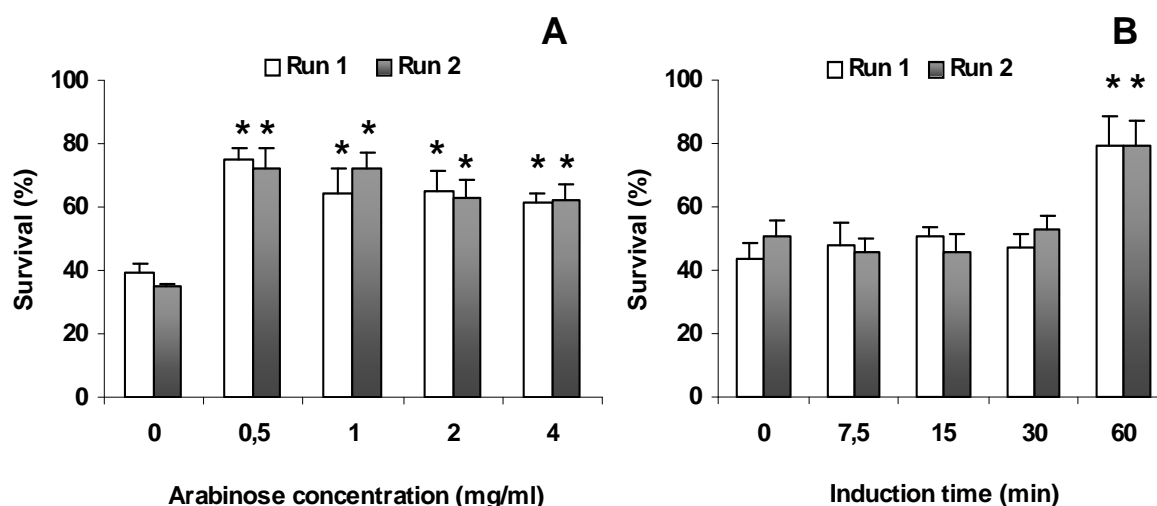 A
Run 1 Run 2
Survival (%)
100
80
60
40
20
0
* * * * * * * *
0 0,5 1 2 4
Arabinose concentration (mg/ml)
B
Run 1 Run 2
Survival (%)
100
80
60
40
20
0
* *
0 7,5 15 30 60
Induction time (min)